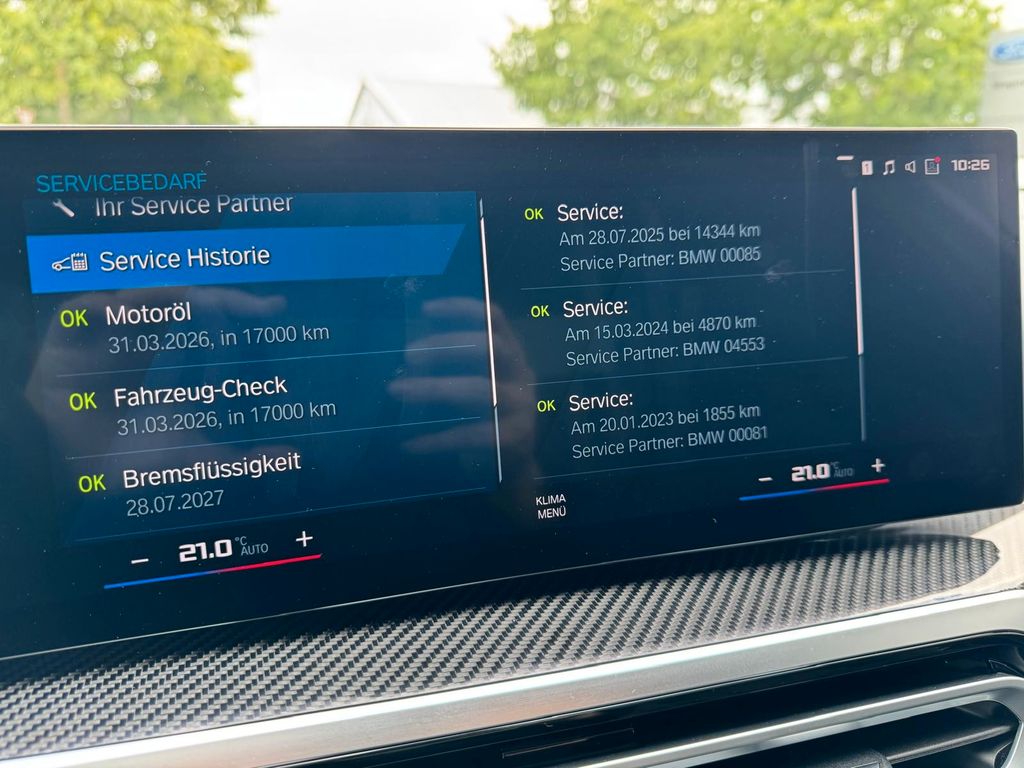 SERVICEBEDARF
Ihr Service Partner
Service Historie
OK Motoröl
31.03.2026, in 17000 km
OK Fahrzeug-Check
31.03.2026, in 17000 km
OK Bremsflüssigkeit
28.07.2027
1 10:26
OK Service:
Am 28.07.2025 bei 14344 km
Service Partner: BMW 00085
OK Service:
Am 15.03.2024 bei 4870 km
Service Partner: BMW 04553
OK Service:
Am 20.01.2023 bei 1855 km
Service Partner: BMW 00081
− 21.0 °C AUTO +
KLIMA
MENÜ
− 21.0 °C AUTO +